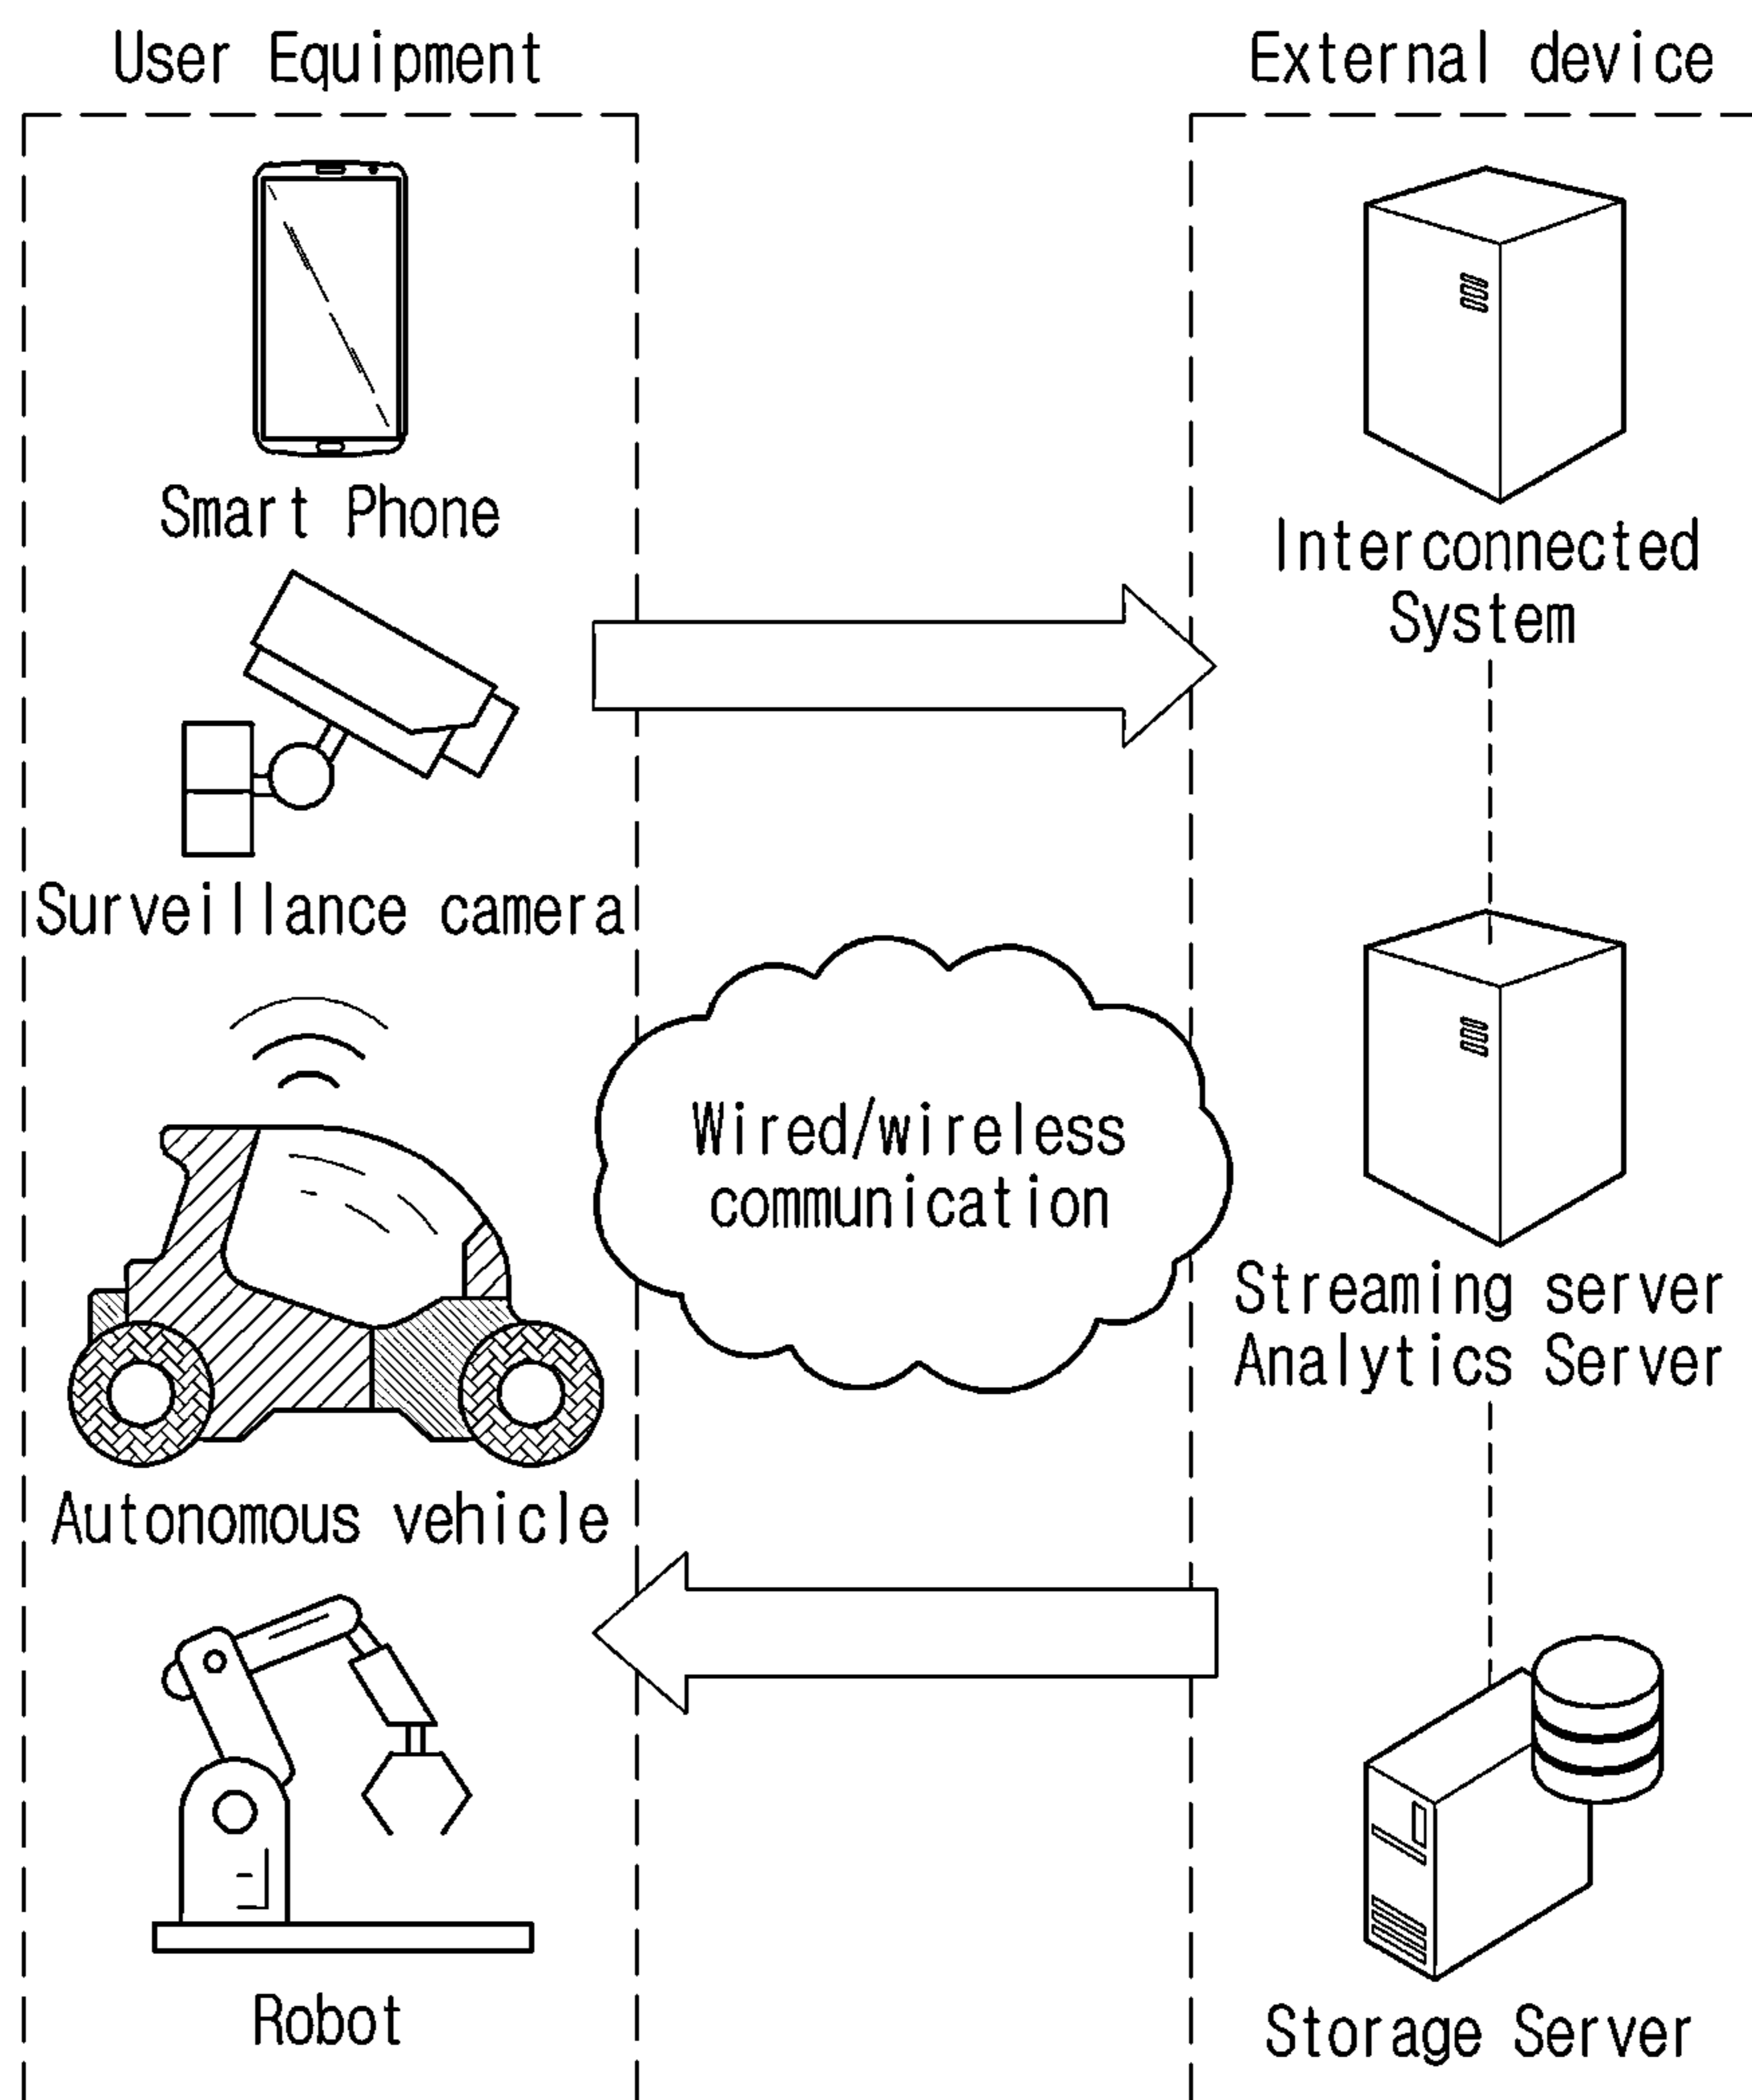 User Equipment
External device
Smart Phone
Interconnected
System
Surveillance camera
Wired/wireless
communication
Streaming server
Analytics Server
Autonomous vehicle
Robot
Storage Server